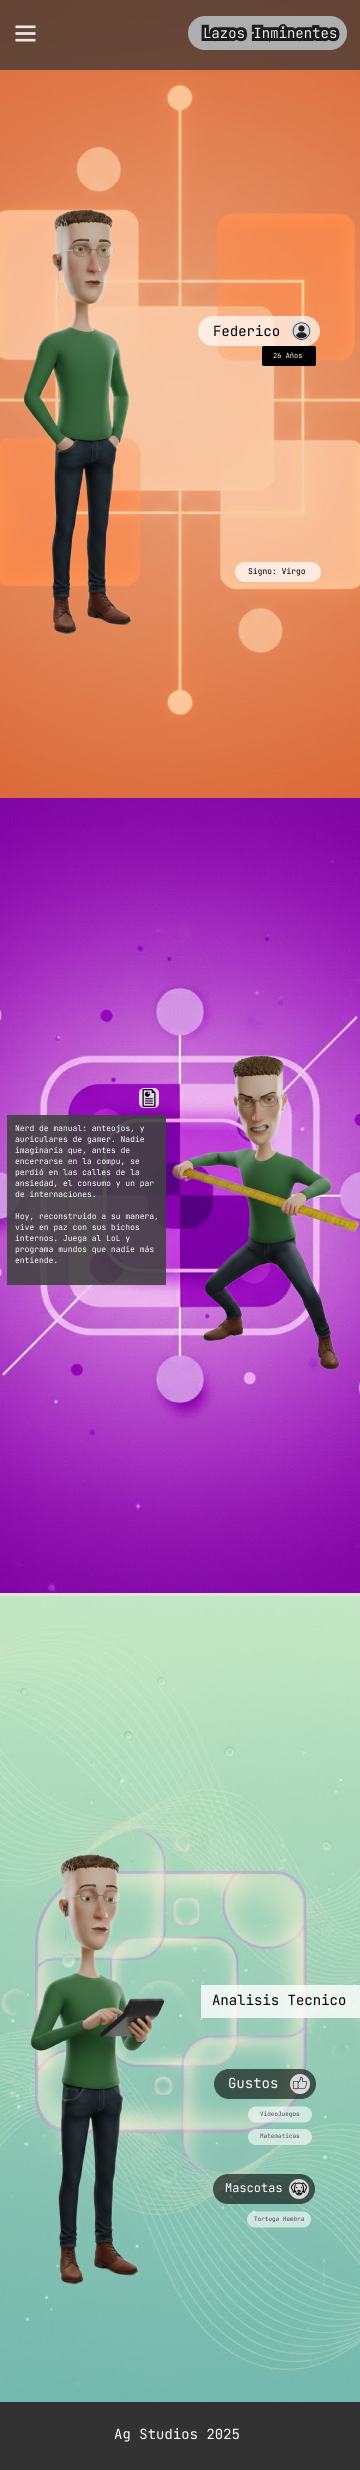 Lazos Inminentes
Federico
26 Años
Signo: Virgo
Nerd de manual: anteojos, y
auriculares de gamer. Nadie
imaginaría que, antes de
encerrarse en la compu, se
perdió en las calles de la
ansiedad, el consumo y un par
de internaciones.
Hoy, reconstruido a su manera,
vive en paz con sus bichos
internos. Juega al LoL y
programa mundos que nadie más
entiende.
Analisis Tecnico
Gustos
VideoJuegos
Matematicas
Mascotas
Tortuga Hembra
Ag Studios 2025